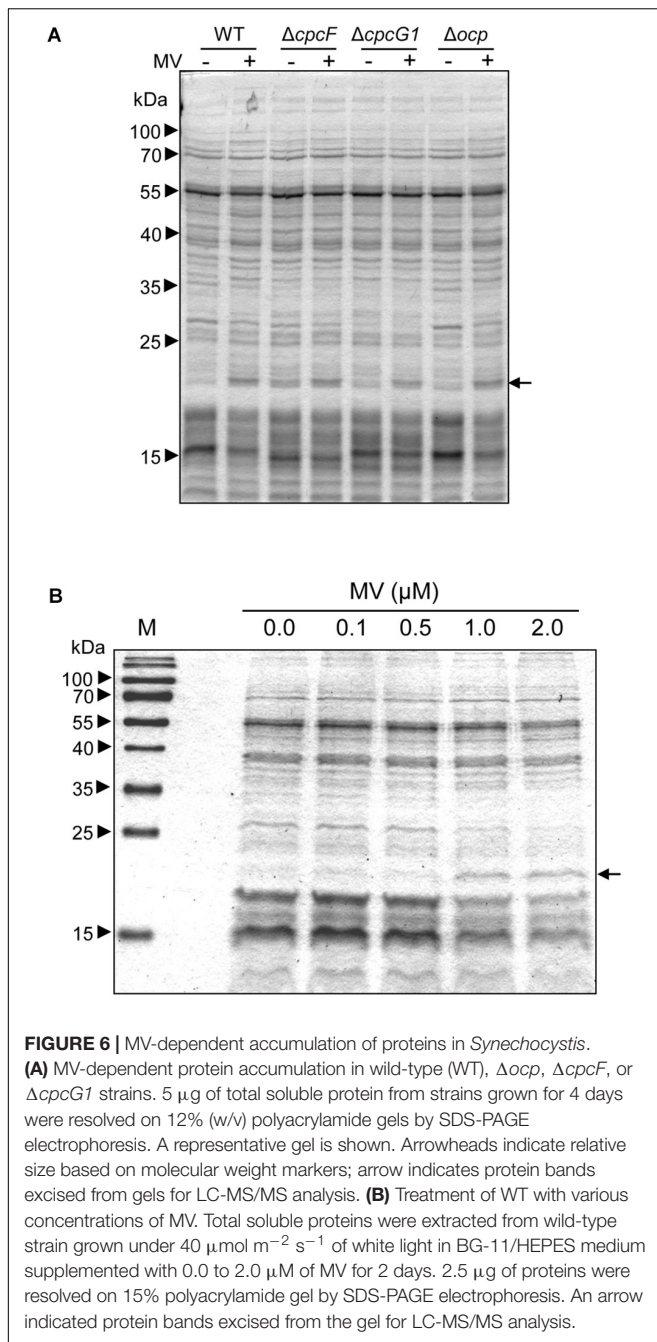 A
WT ΔcpcF ΔcpcG1 Δocp
MV - + - + - + - +
kDa
100
70
55
40
35
25
15
B
MV (µM)
M 0.0 0.1 0.5 1.0 2.0
kDa
100
70
55
40
35
25
15
FIGURE 6 | MV-dependent accumulation of proteins in Synechocystis.
(A) MV-dependent protein accumulation in wild-type (WT), Δocp, ΔcpcF, or
ΔcpcG1 strains. 5 µg of total soluble protein from strains grown for 4 days
were resolved on 12% (w/v) polyacrylamide gels by SDS-PAGE
electrophoresis. A representative gel is shown. Arrowheads indicate relative
size based on molecular weight markers; arrow indicates protein bands
excised from gels for LC-MS/MS analysis. (B) Treatment of WT with various
concentrations of MV. Total soluble proteins were extracted from wild-type
strain grown under 40 µmol m−2 s−1 of white light in BG-11/HEPES medium
supplemented with 0.0 to 2.0 µM of MV for 2 days. 2.5 µg of proteins were
resolved on 15% polyacrylamide gel by SDS-PAGE electrophoresis. An arrow
indicated protein bands excised from the gel for LC-MS/MS analysis.